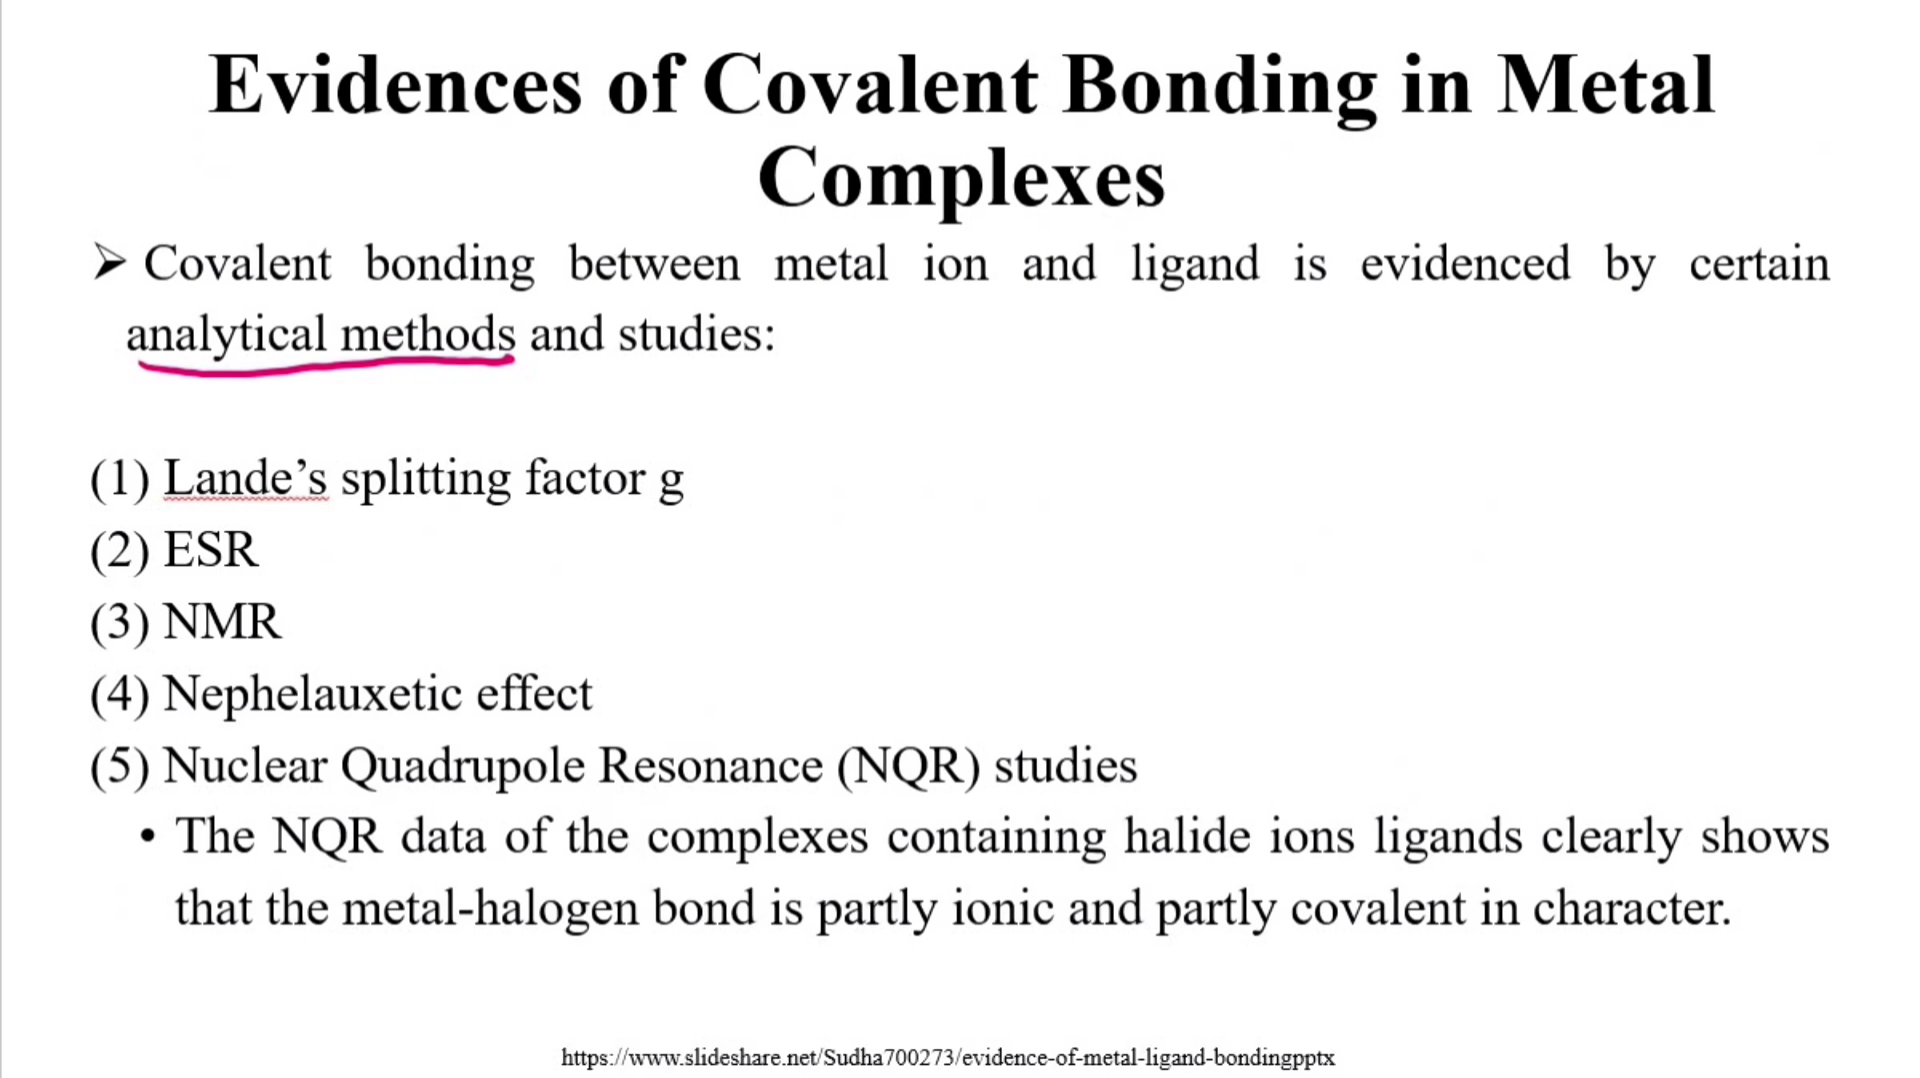 Evidences of Covalent Bonding in Metal
Complexes
➢ Covalent bonding between metal ion and ligand is evidenced by certain
analytical methods and studies:
(1) Lande’s splitting factor g
(2) ESR
(3) NMR
(4) Nephelauxetic effect
(5) Nuclear Quadrupole Resonance (NQR) studies
• The NQR data of the complexes containing halide ions ligands clearly shows
that the metal-halogen bond is partly ionic and partly covalent in character.
https://www.slideshare.net/Sudha700273/evidence-of-metal-ligand-bondingpptx